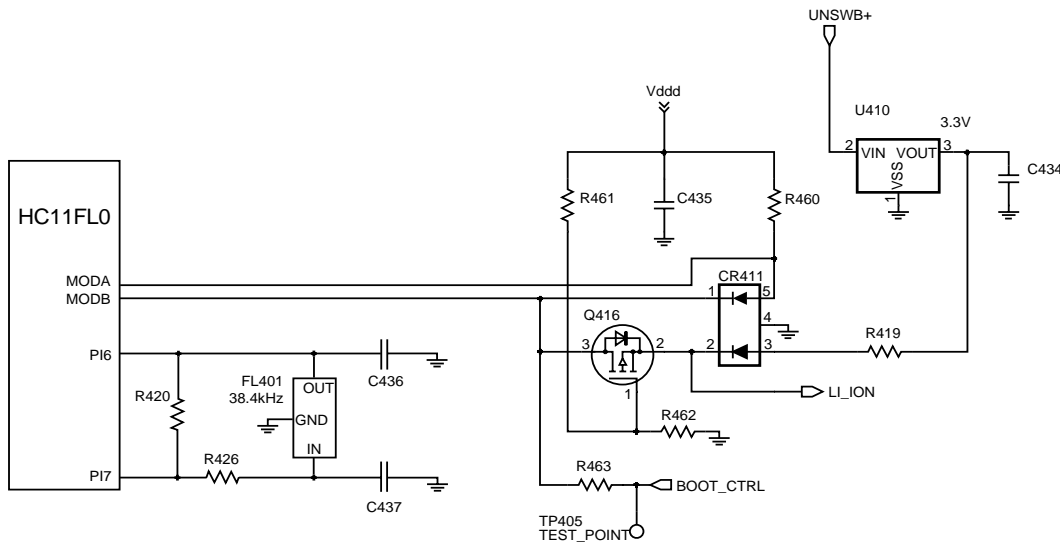 UNSWB+
U410
Vddd
3.3V
2 VIN VOUT 3
VSS
1
C434
R461
C435
R460
HC11FL0
MODA
MODB
CR411
1 5
4
2 3
Q416
3 2
1
R419
LI_ION
PI6
C436
FL401
38.4kHz
OUT
GND
IN
R420
R462
PI7
R426
C437
R463
BOOT_CTRL
TP405
TEST_POINT